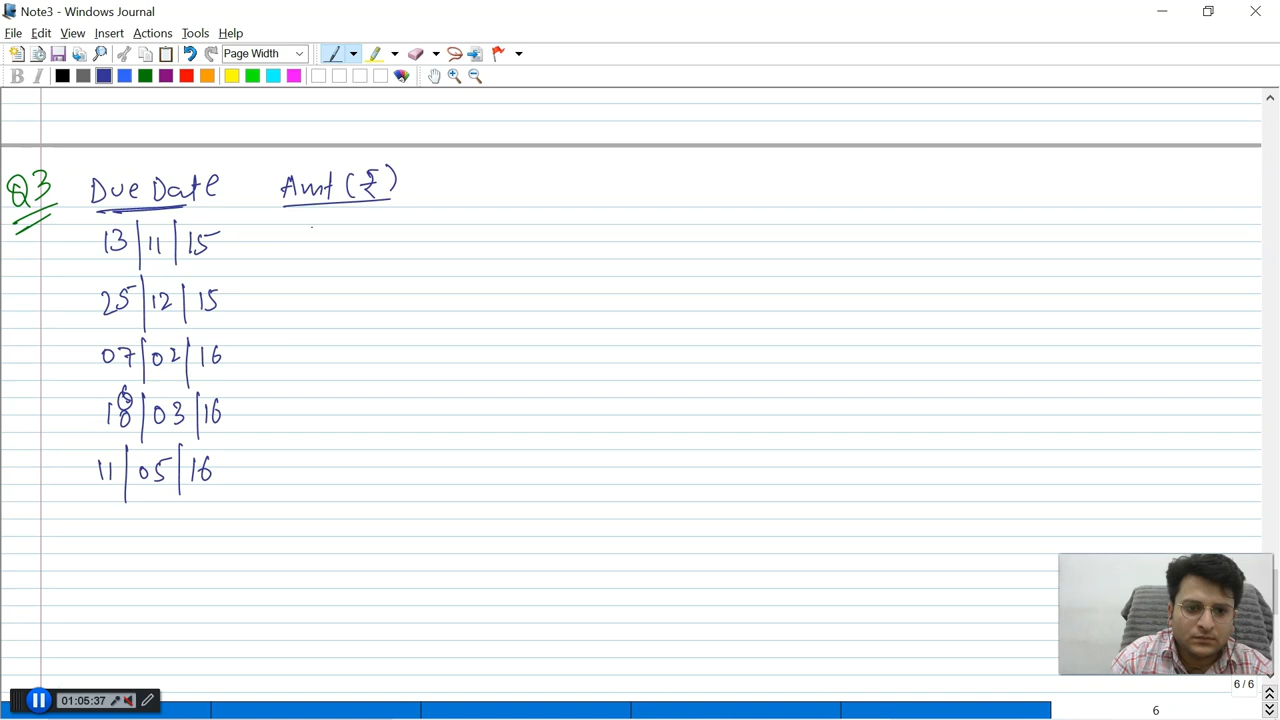 Note3 - Windows Journal
File Edit View Insert Actions Tools Help
Page Width
B I
Q3 Due Date Amt (₹)
13|11|15
25|12|15
07|02|16
18|03|16
11|05|16
6/6
01:05:37
6